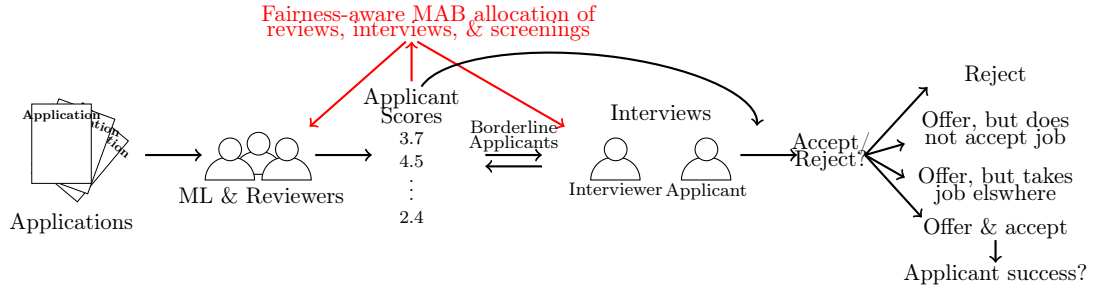 Fairness-aware MAB allocation of
reviews, interviews, & screenings
Application
ation
ation
Applications
ML & Reviewers
Applicant
Scores
3.7
4.5
⋮
2.4
Borderline
Applicants
Interviews
Interviewer
Applicant
Accept/
Reject?
Reject
Offer, but does
not accept job
Offer, but takes
job elswhere
Offer & accept
Applicant success?